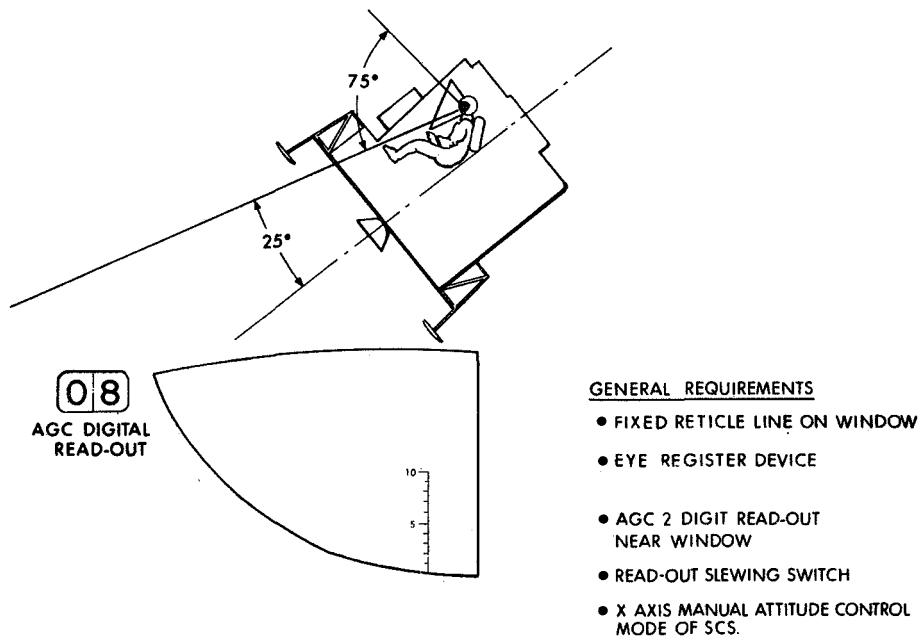 75°
25°
08
AGC DIGITAL
READ-OUT
10
5
GENERAL REQUIREMENTS
• FIXED RETICLE LINE ON WINDOW
• EYE REGISTER DEVICE
• AGC 2 DIGIT READ-OUT
NEAR WINDOW
• READ-OUT SLEWING SWITCH
• X AXIS MANUAL ATTITUDE CONTROL
MODE OF SCS.